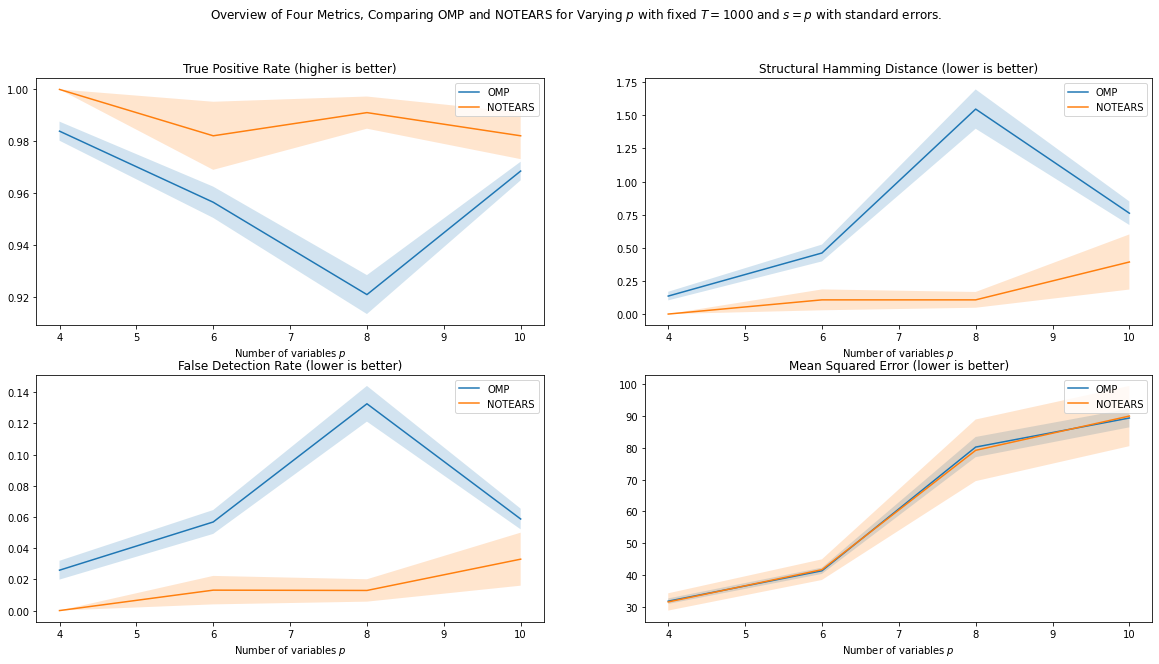 Overview of Four Metrics, Comparing OMP and NOTEARS for Varying p with fixed T = 1000 and s = p with standard errors.
True Positive Rate (higher is better)
OMP
NOTEARS
1.00
0.98
0.96
0.94
0.92
4 5 6 7 8 9 10
Number of variables p
Structural Hamming Distance (lower is better)
OMP
NOTEARS
1.75
1.50
1.25
1.00
0.75
0.50
0.25
0.00
4 5 6 7 8 9 10
Number of variables p
False Detection Rate (lower is better)
OMP
NOTEARS
0.14
0.12
0.10
0.08
0.06
0.04
0.02
0.00
4 5 6 7 8 9 10
Number of variables p
Mean Squared Error (lower is better)
OMP
NOTEARS
100
90
80
70
60
50
40
30
4 5 6 7 8 9 10
Number of variables p